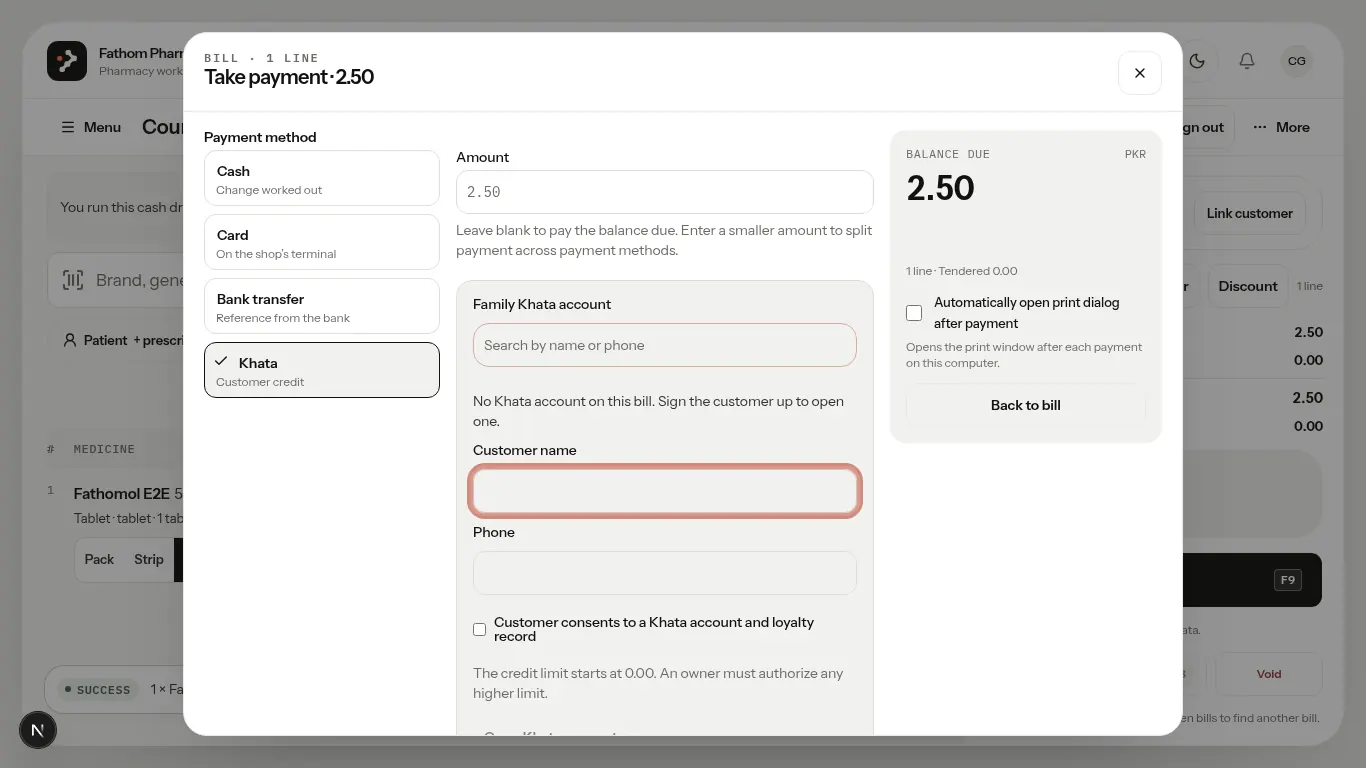 Fathom Pharr
Pharmacy work
CG
Menu
Cou
gn out
More
BILL · 1 LINE
Take payment · 2.50
Payment method
Cash
Change worked out
Card
On the shop's terminal
Bank transfer
Reference from the bank
Khata
Customer credit
Amount
2.50
Leave blank to pay the balance due. Enter a smaller amount to split
payment across payment methods.
Family Khata account
Search by name or phone
No Khata account on this bill. Sign the customer up to open
one.
Customer name
Phone
Customer consents to a Khata account and loyalty
record
The credit limit starts at 0.00. An owner must authorize any
higher limit.
BALANCE DUE
PKR
2.50
1 line · Tendered 0.00
Automatically open print dialog
after payment
Opens the print window after each payment
on this computer.
Back to bill
You run this cash dr
Link customer
Brand, gene
r
Discount
1 line
Patient + prescri
2.50
0.00
2.50
0.00
# MEDICINE
1
Fathomol E2E 5
Tablet · tablet · 1 tab
Pack
Strip
F9
ata.
SUCCESS
1 × Fa
Void
en bills to find another bill.
N